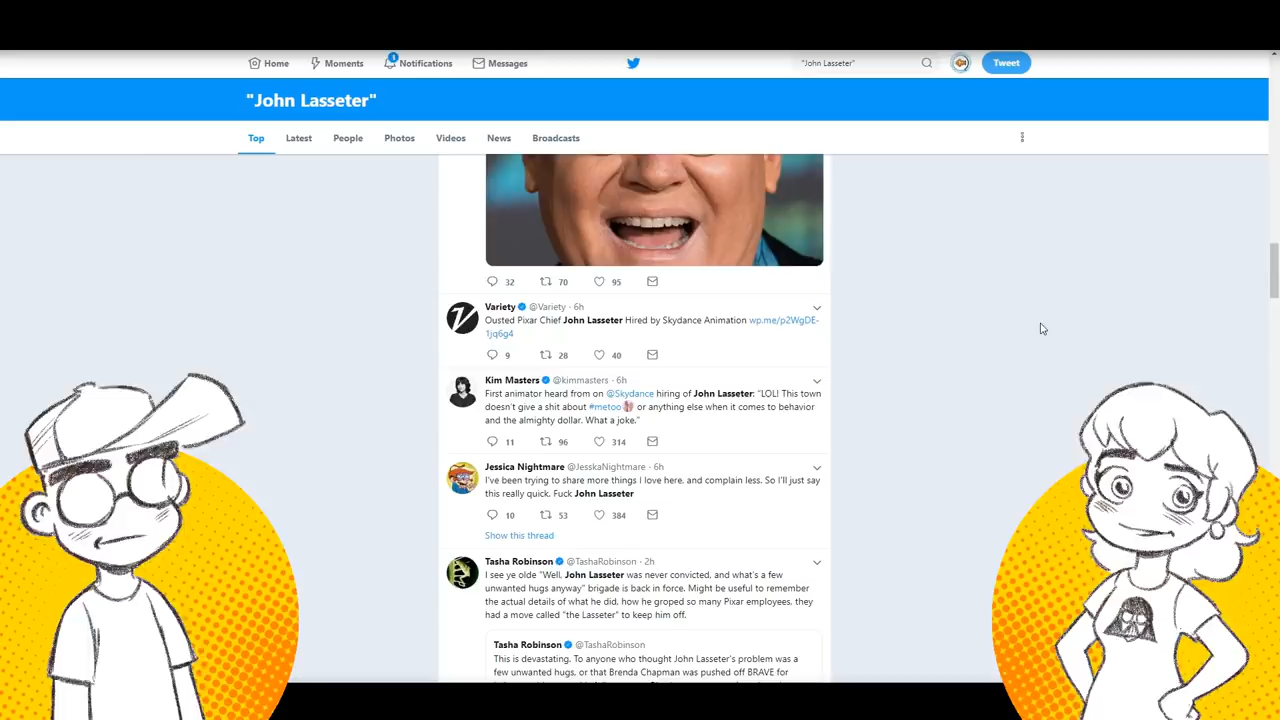 Home Moments 1 Notifications Messages "John Lasseter" Tweet
"John Lasseter"
Top Latest People Photos Videos News Broadcasts
32 70 95
Variety @Variety · 6h
Ousted Pixar Chief John Lasseter Hired by Skydance Animation wp.me/p2WgDE-
1jq6g4
9 28 40
Kim Masters @kimmasters · 6h
First animator heard from on @Skydance hiring of John Lasseter: "LOL! This town
doesn't give a shit about #metoo or anything else when it comes to behavior
and the almighty dollar. What a joke."
11 96 314
Jessica Nightmare @JesskaNightmare · 6h
I've been trying to share more things I love here, and complain less. So I'll just say
this really quick. Fuck John Lasseter
10 53 384
Show this thread
Tasha Robinson @TashaRobinson · 2h
I see ye olde "Well, John Lasseter was never convicted, and what's a few
unwanted hugs anyway" brigade is back in force. Might be useful to remember
the actual details of what he did, how he groped so many Pixar employees, they
had a move called "the Lasseter" to keep him off.
Tasha Robinson @TashaRobinson
This is devastating. To anyone who thought John Lasseter's problem was a
few unwanted hugs, or that Brenda Chapman was pushed off BRAVE for